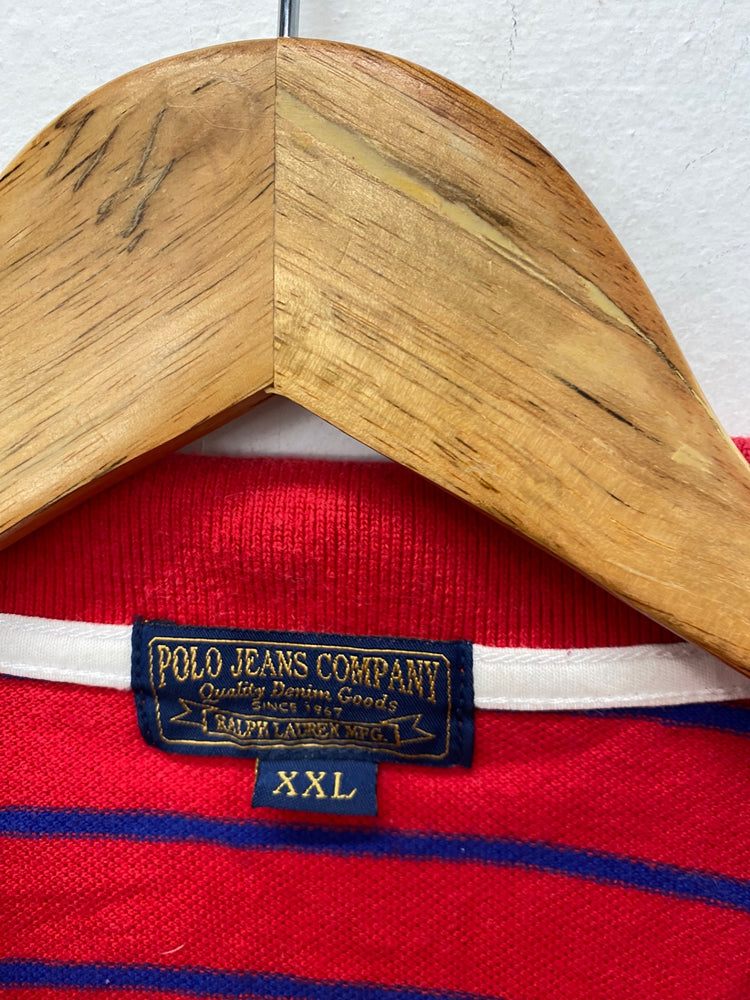 POLO JEANS COMPANY
Quality Denim Goods
SINCE 1967
RALPH LAUREN MFG.
XXL